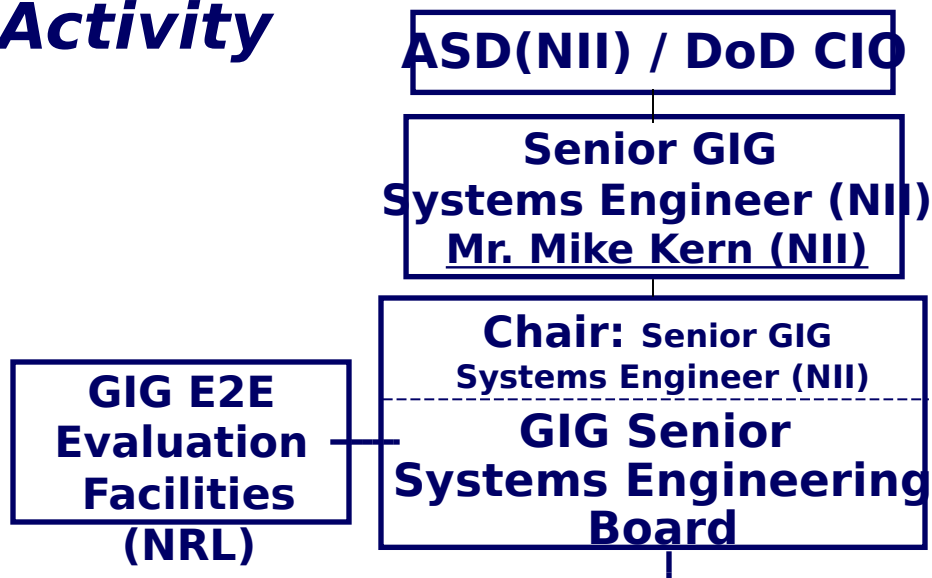 Activity
ASD(NII) / DoD CIO
Senior GIG
Systems Engineer (NII)
Mr. Mike Kern (NII)
Chair: Senior GIG
Systems Engineer (NII)
GIG Senior
Systems Engineering
Board
GIG E2E
Evaluation
Facilities
(NRL)